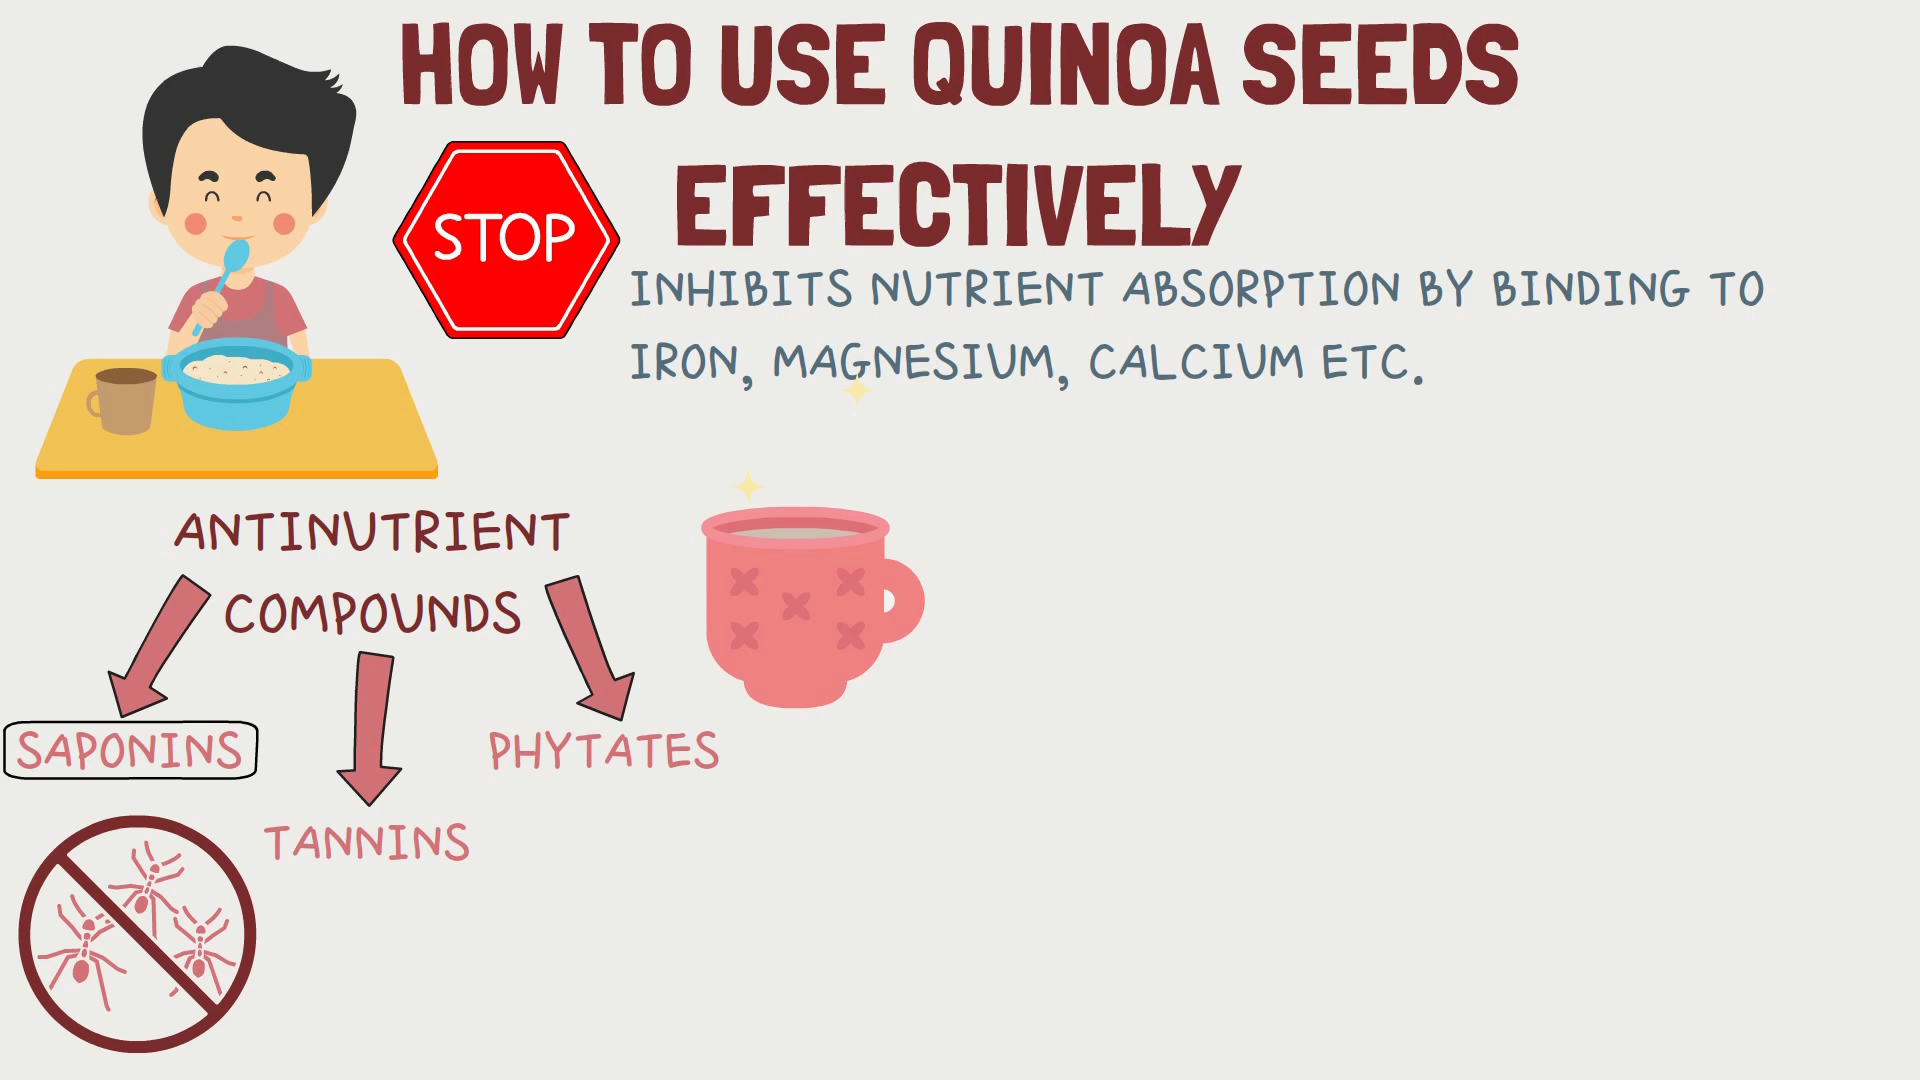 HOW TO USE QUINOA SEEDS
EFFECTIVELY
STOP
INHIBITS NUTRIENT ABSORPTION BY BINDING TO
IRON, MAGNESIUM, CALCIUM ETC.
ANTINUTRIENT
COMPOUNDS
SAPONINS
PHYTATES
TANNINS